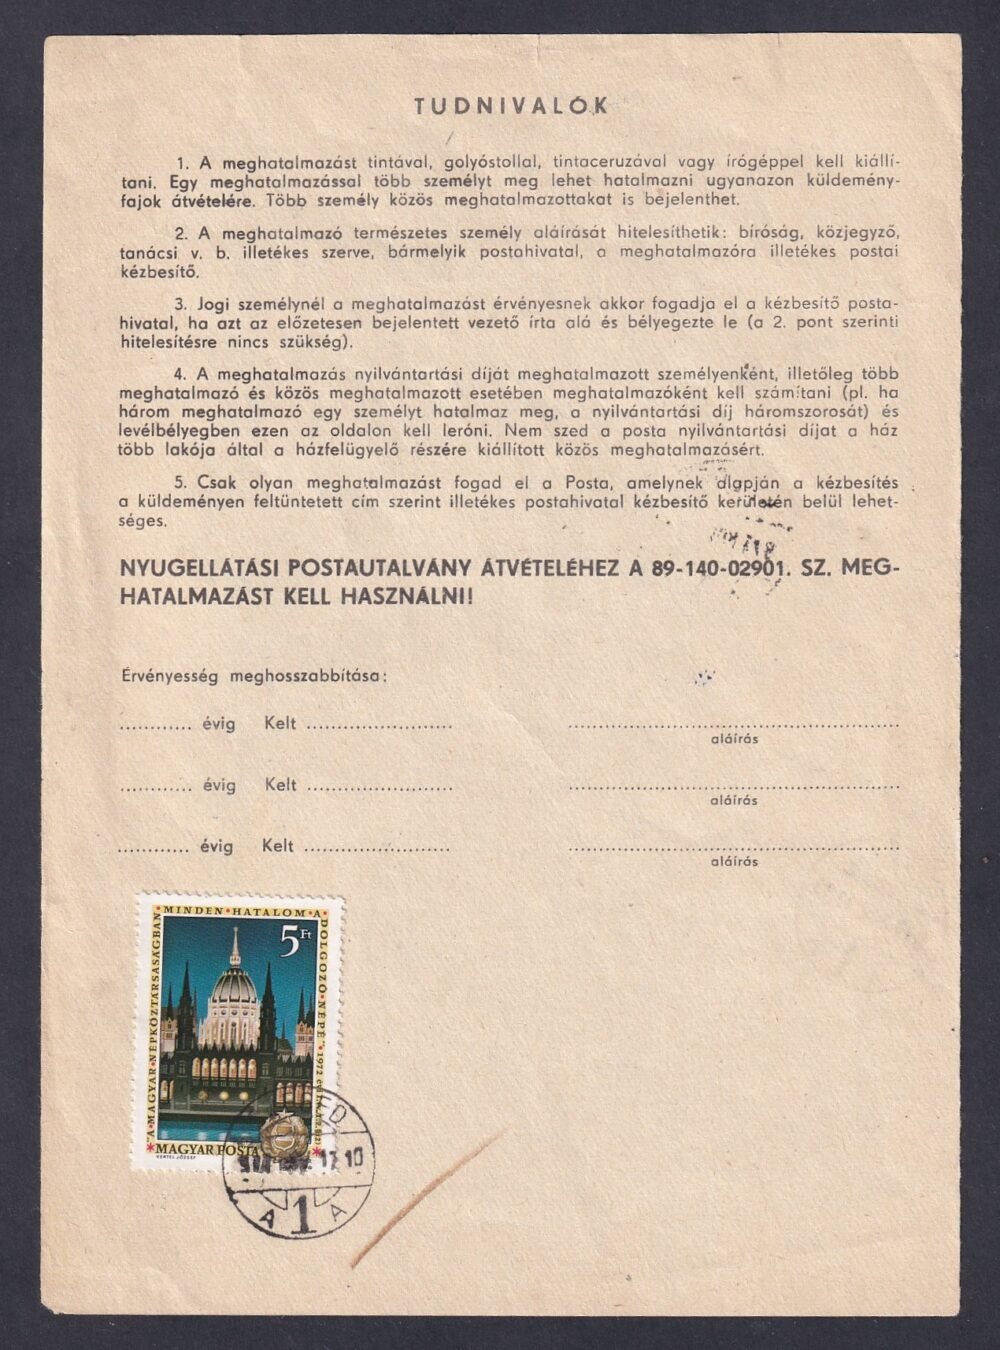 TUDNIVALÓK
1. A meghatalmazást tintával, golyóstollal, tintaceruzával vagy írógéppel kell kiállí-
tani. Egy meghatalmazással több személyt meg lehet hatalmazni ugyanazon küldemény-
fajok átvételére. Több személy közös meghatalmazottakat is bejelenthet.
2. A meghatalmazó természetes személy aláírását hitelesíthetik: bíróság, közjegyző,
tanácsi v. b. illetékes szerve, bármelyik postahivatal, a meghatalmazóra illetékes postai
kézbesítő.
3. Jogi személynél a meghatalmazást érvényesnek akkor fogadja el a kézbesítő posta-
hivatal, ha azt az előzetesen bejelentett vezető írta alá és bélyegezte le (a 2. pont szerinti
hitelesítésre nincs szükség).
4. A meghatalmazás nyilvántartási díját meghatalmazott személyenként, illetőleg több
meghatalmazó és közös meghatalmazott esetében meghatalmazóként kell számítani (pl. ha
három meghatalmazó egy személyt hatalmaz meg, a nyilvántartási díj háromszorosát) és
levélbélyegben ezen az oldalon kell leróni. Nem szed a posta nyilvántartási díjat a ház
több lakója által a házfelügyelő részére kiállított közös meghatalmazásért.
5. Csak olyan meghatalmazást fogad el a Posta, amelynek alapján a kézbesítés
a küldeményen feltüntetett cím szerint illetékes postahivatal kézbesítő kerületén belül lehet-
séges.
NYUGELLÁTÁSI POSTAUTALVÁNY ÁTVÉTELÉHEZ A 89-140-02901. SZ. MEG-
HATALMAZÁST KELL HASZNÁLNI!
Érvényesség meghosszabbítása:
............ évig Kelt ........................ ........................................................
aláírás
............ évig Kelt ........................ ........................................................
aláírás
............ évig Kelt ........................ ........................................................
aláírás
"A•MAGYAR•NÉPKÖZTÁRSASÁGBAN•MINDEN•HATALOM•A•DOLGOZÓ•NÉPÉ"•1972
5 Ft
MAGYAR POSTA
VERTEL JÓZSEF
17 10
A 1 A